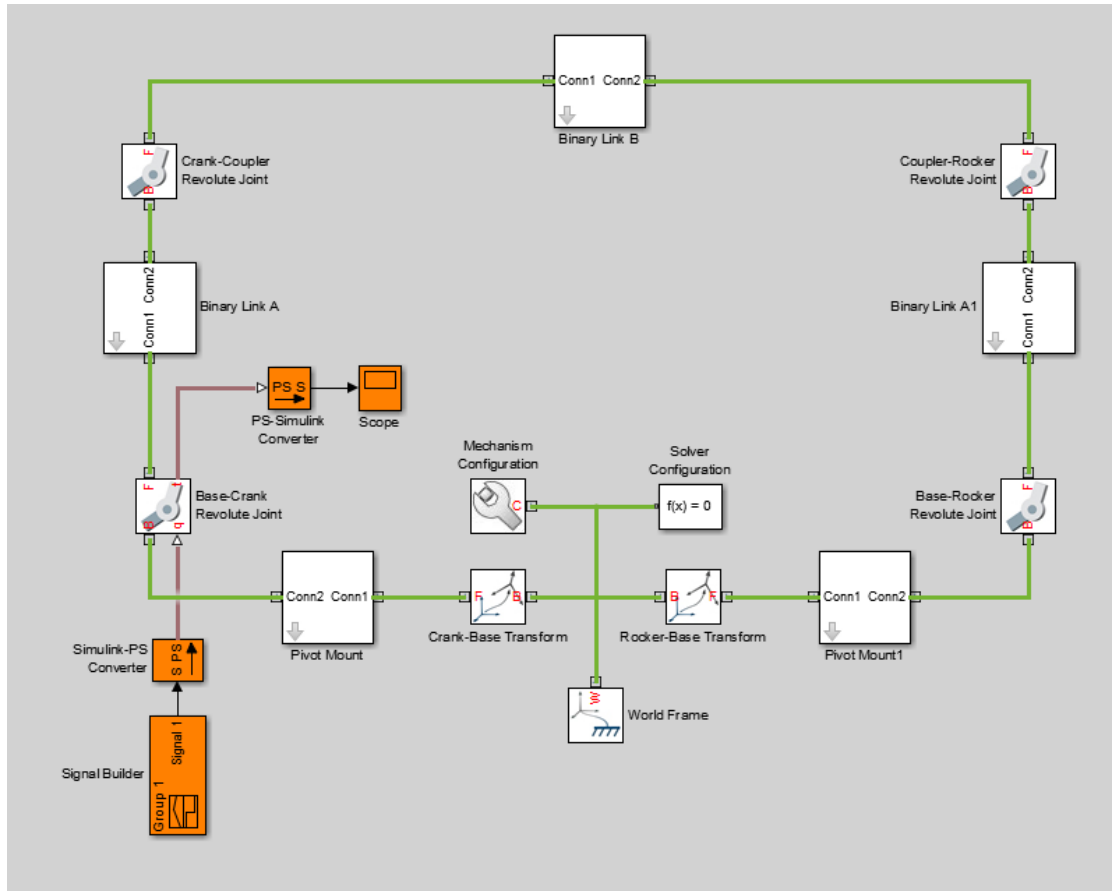 Conn1 Conn2
Binary Link B
F
B
Crank-Coupler
Revolute Joint
Coupler-Rocker
Revolute Joint
F
B
Conn2
Conn1
Binary Link A
Binary Link A1
Conn2
Conn1
PS S
PS-Simulink
Converter
Scope
F
t
B
q
Base-Crank
Revolute Joint
Mechanism
Configuration
C
Solver
Configuration
f(x) = 0
Base-Rocker
Revolute Joint
F
B
Conn2 Conn1
Pivot Mount
F
B
Crank-Base Transform
B
F
Rocker-Base Transform
Conn1 Conn2
Pivot Mount1
Simulink-PS
Converter
S PS
W
World Frame
Signal Builder
Signal 1
Group 1